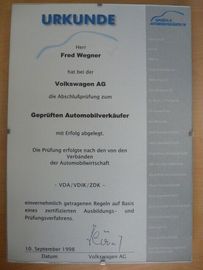 URKUNDE
Herr
Fred Wegner
hat bei der
Volkswagen AG
die Abschlußprüfung zum
Geprüften Automobilverkäufer
mit Erfolg abgelegt.
Die Prüfung erfolgte nach den von den
Verbänden
der Automobilwirtschaft
- VDA/VDIK/ZDK -
einvernehmlich getragenen Regeln auf Basis
eines zertifizierten Ausbildungs- und
Prüfungsverfahrens.
10. September 1998
Datum
Volkswagen AG